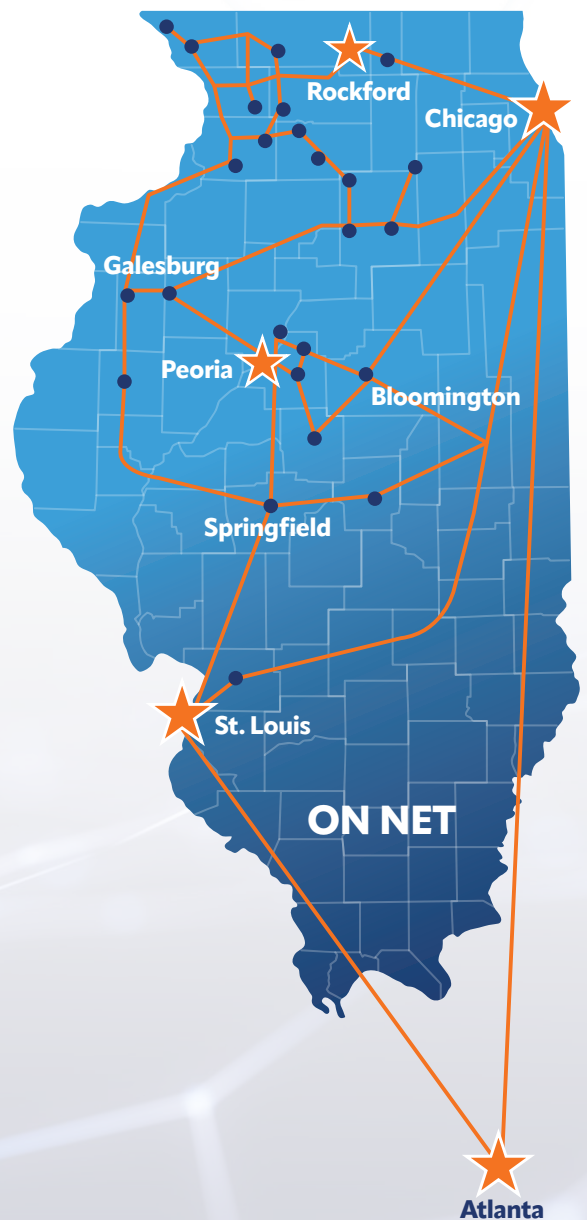 Rockford
Chicago
Galesburg
Peoria
Bloomington
Springfield
St. Louis
ON NET
Atlanta